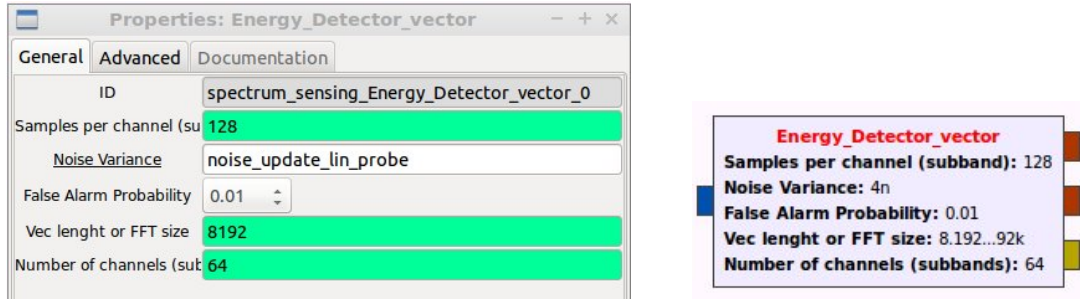 Properties: Energy_Detector_vector
General Advanced Documentation
ID spectrum_sensing_Energy_Detector_vector_0
Samples per channel (su 128
Noise Variance noise_update_lin_probe
False Alarm Probability 0.01
Vec lenght or FFT size 8192
Number of channels (sub 64
Energy_Detector_vector
Samples per channel (subband): 128
Noise Variance: 4n
False Alarm Probability: 0.01
Vec lenght or FFT size: 8.192...92k
Number of channels (subbands): 64